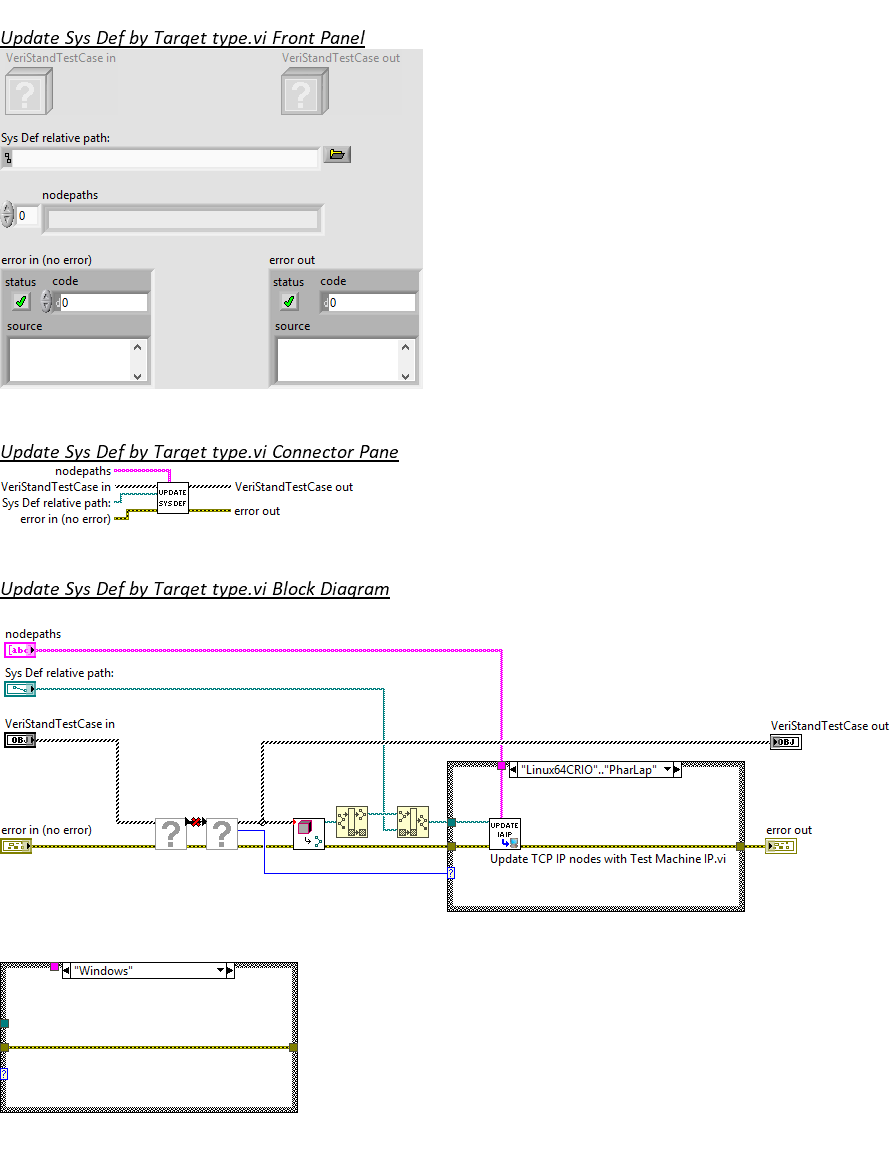 Update Sys Def by Target type.vi Front Panel
VeriStandTestCase in
VeriStandTestCase out
?
?
Sys Def relative path:
nodepaths
0
error in (no error)
error out
status
code
status
code
d0
d0
source
source
Update Sys Def by Target type.vi Connector Pane
nodepaths
VeriStandTestCase in
VeriStandTestCase out
Sys Def relative path:
error in (no error)
error out
UPDATE
SYS DEF
Update Sys Def by Target type.vi Block Diagram
nodepaths
[abc]
Sys Def relative path:
VeriStandTestCase in
OBJ
VeriStandTestCase out
OBJ
"Linux64CRIO".."PharLap"
error in (no error)
?
?
UPDATE
IA IP
error out
Update TCP IP nodes with Test Machine IP.vi
?
"Windows"
?